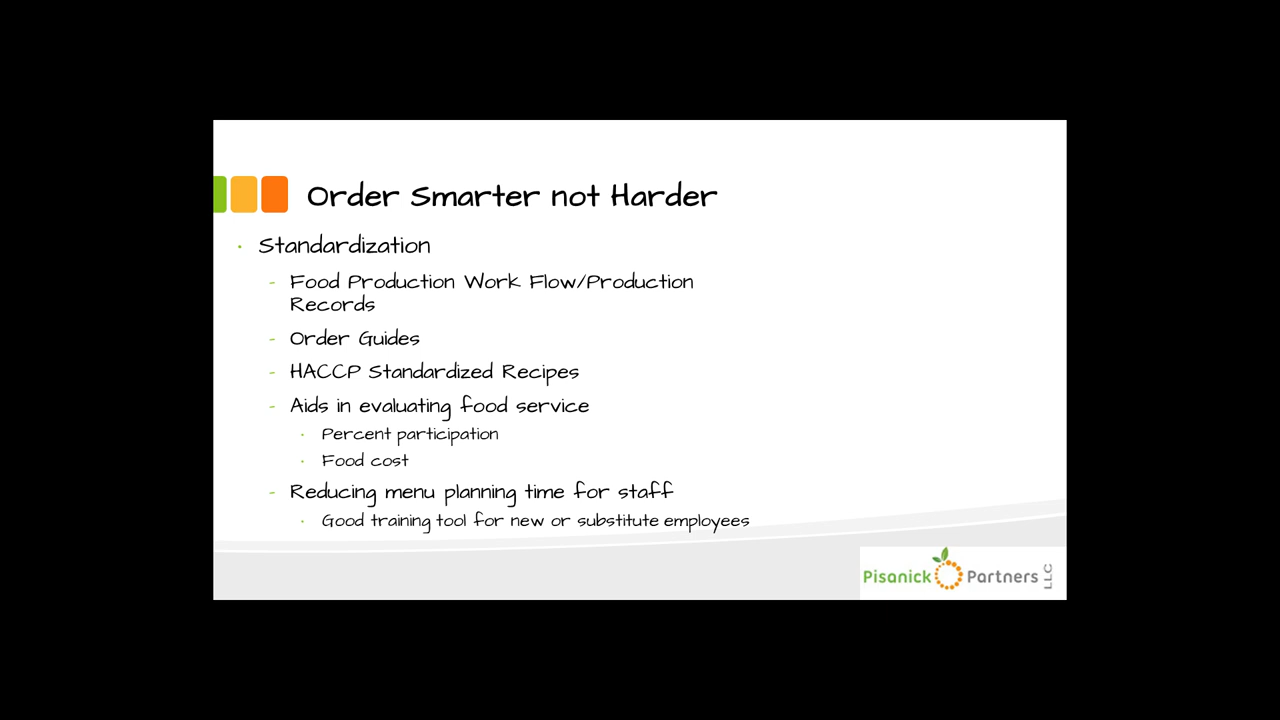 Order Smarter not Harder
• Standardization
- Food Production Work Flow/Production
Records
- Order Guides
- HACCP Standardized Recipes
- Aids in evaluating food service
• Percent participation
• Food cost
- Reducing menu planning time for staff
• Good training tool for new or substitute employees
Pisanick Partners LLC